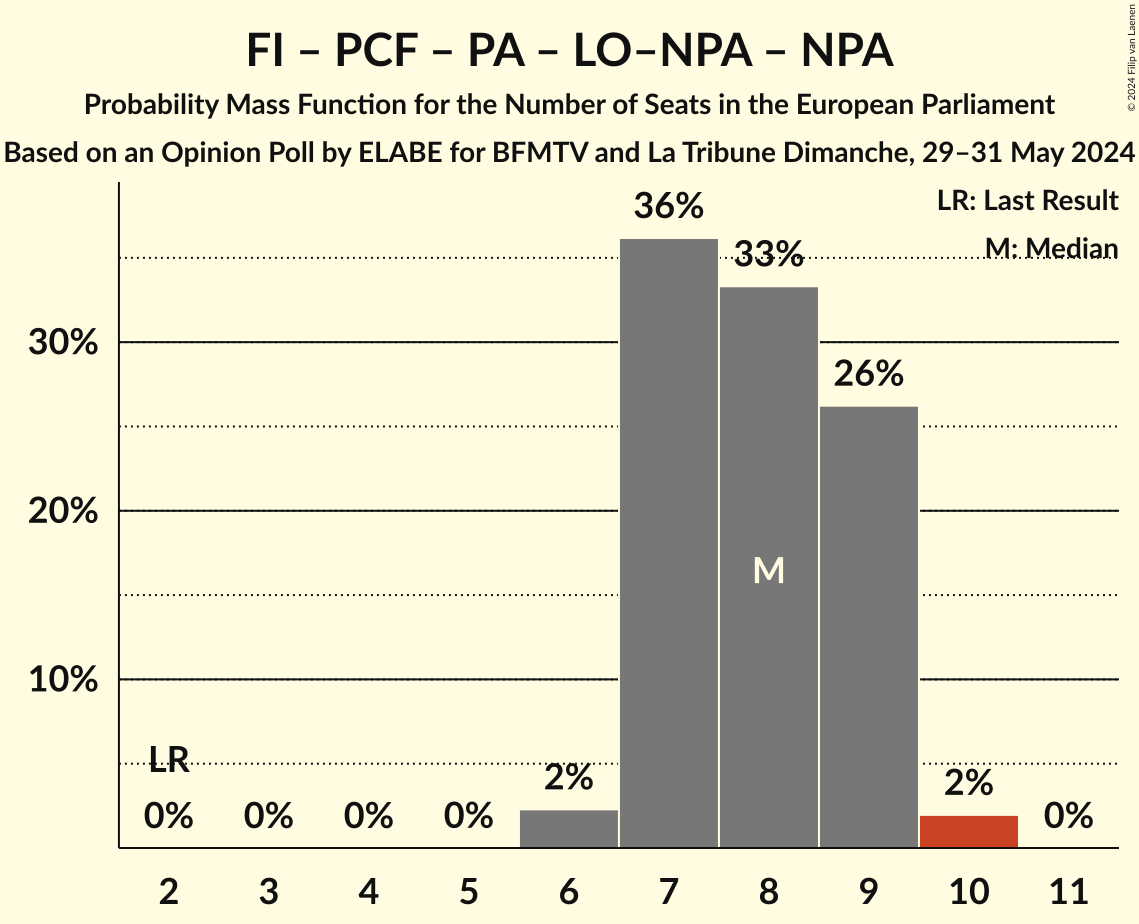 FI – PCF – PA – LO–NPA – NPA
Probability Mass Function for the Number of Seats in the European Parliament
Based on an Opinion Poll by ELABE for BFMTV and La Tribune Dimanche, 29–31 May 2024
© 2024 Filip van Laenen
LR: Last Result
M: Median
36%
33%
30%
26%
20%
M
10%
LR
2%
2%
0% 0% 0% 0% 0%
2 3 4 5 6 7 8 9 10 11